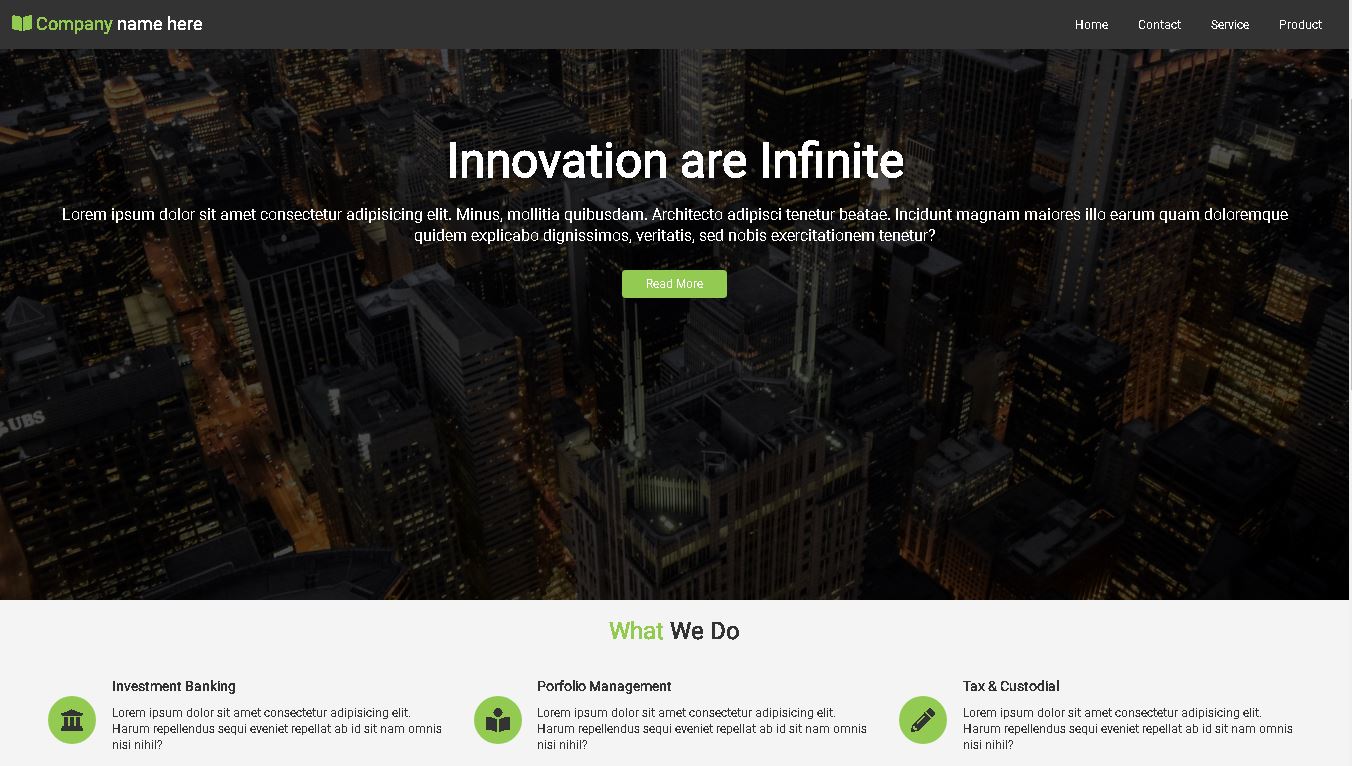 Company name here
Home Contact Service Product
Innovation are Infinite
Lorem ipsum dolor sit amet consectetur adipisicing elit. Minus, mollitia quibusdam. Architecto adipisci tenetur beatae. Incidunt magnam maiores illo earum quam doloremque
quidem explicabo dignissimos, veritatis, sed nobis exercitationem tenetur?
Read More
UBS
What We Do
Investment Banking
Lorem ipsum dolor sit amet consectetur adipisicing elit.
Harum repellendus sequi eveniet repellat ab id sit nam omnis
nisi nihil?
Porfolio Management
Lorem ipsum dolor sit amet consectetur adipisicing elit.
Harum repellendus sequi eveniet repellat ab id sit nam omnis
nisi nihil?
Tax & Custodial
Lorem ipsum dolor sit amet consectetur adipisicing elit.
Harum repellendus sequi eveniet repellat ab id sit nam omnis
nisi nihil?